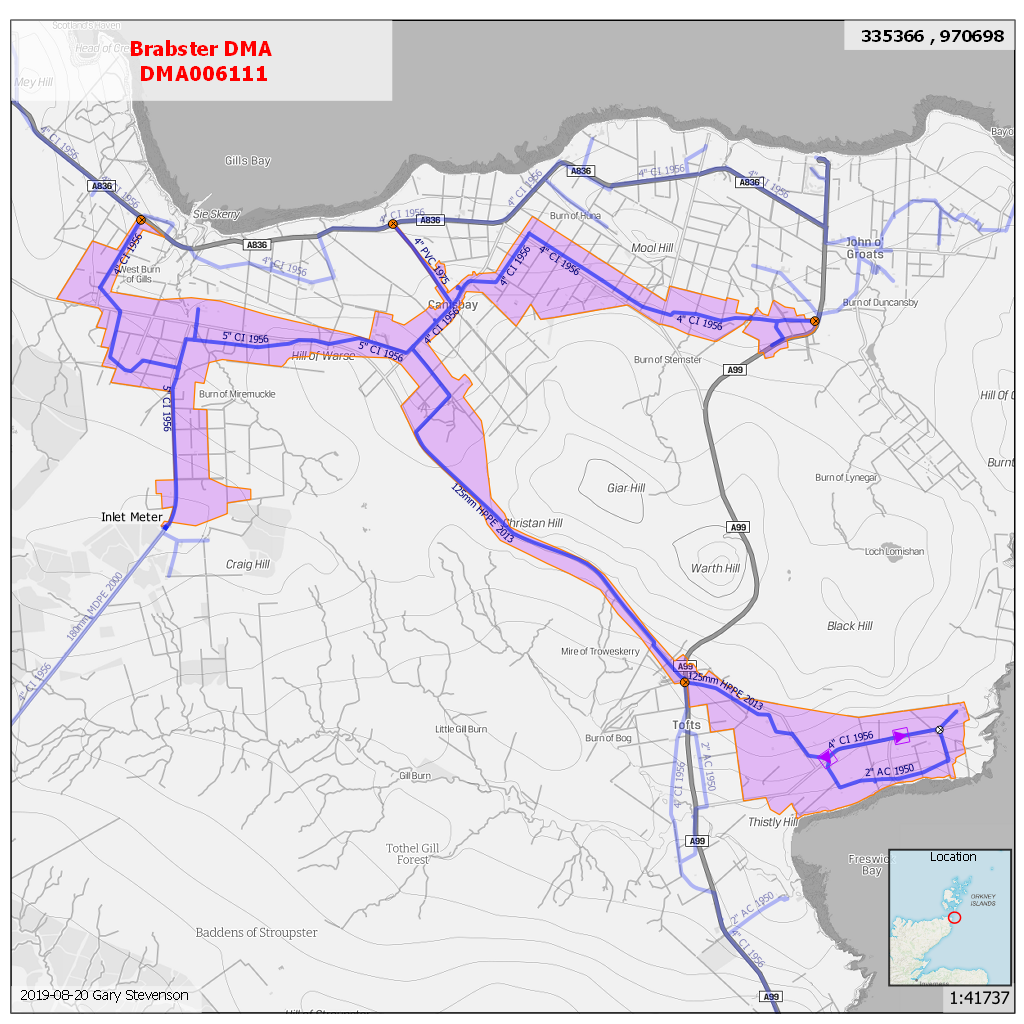 Scotland's Haven
Brabster DMA
DMA006111
335366 , 970698
Mey Hill
4" CI 1956
A836
Gills Bay
Sie Skerry
4" CI 1956
A836
A836
4" CI 1956
A836
4" CI 1956
A836
Burn of Huna
Mool Hill
John o
Groats
West Burn
of Gills
4" CI 1956
4" CI 1956
4" PVC 1975
4" CI 1956
4" CI 1956
Canisbay
4" CI 1956
4" CI 1956
Burn of Duncansby
5" CI 1956
5" CI 1956
Hill of Warse
Burn of Stemster
A99
Burn of Miremuckle
5" CI 1956
Inlet Meter
125mm HPPE 2013
Christan Hill
Giar Hill
Burn of Lynegar
A99
Loch Lomishan
Craig Hill
Warth Hill
180mm MDPE 2000
4" CI 1956
Black Hill
Mire of Troweskerry
A99
125mm HPPE 2013
Tofts
Little Gill Burn
Burn of Bog
4" CI 1956
2" AC 1950
4" CI 1956
2" AC 1950
Gill Burn
Thistly Hill
A99
Tothel Gill
Forest
Bay
Location
ORKNEY
ISLANDS
2" AC 1950
4" CI 1956
Baddens of Stroupster
A99
2019-08-20 Gary Stevenson
1:41737